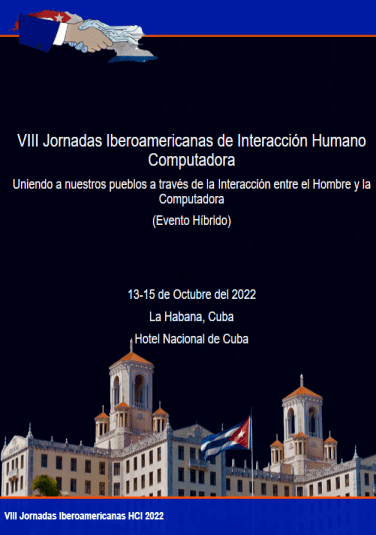 VIII Jornadas Iberoamericanas de Interacción Humano
Computadora
Uniendo a nuestros pueblos a través de la Interacción entre el Hombre y la
Computadora
(Evento Híbrido)
13-15 de Octubre del 2022
La Habana, Cuba
Hotel Nacional de Cuba
VIII Jornadas Iberoamericanas HCI 2022